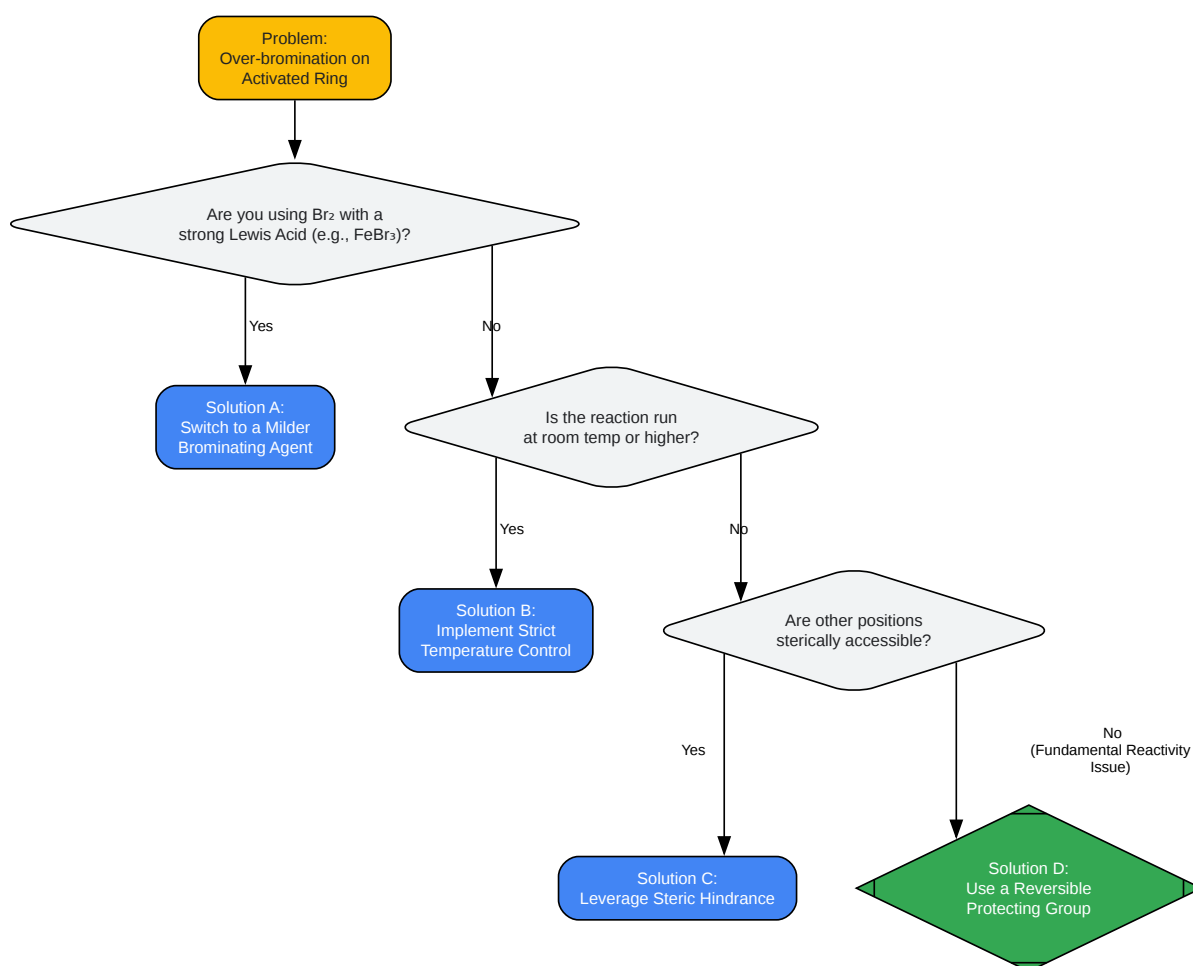 Problem:
Over-bromination on
Activated Ring
Are you using Br₂ with a
strong Lewis Acid (e.g., FeBr₃)?
Yes
No
Solution A:
Switch to a Milder
Brominating Agent
Is the reaction run
at room temp or higher?
Yes
No
Solution B:
Implement Strict
Temperature Control
Are other positions
sterically accessible?
Yes
No
(Fundamental Reactivity
Issue)
Solution C:
Leverage Steric Hindrance
Solution D:
Use a Reversible
Protecting Group